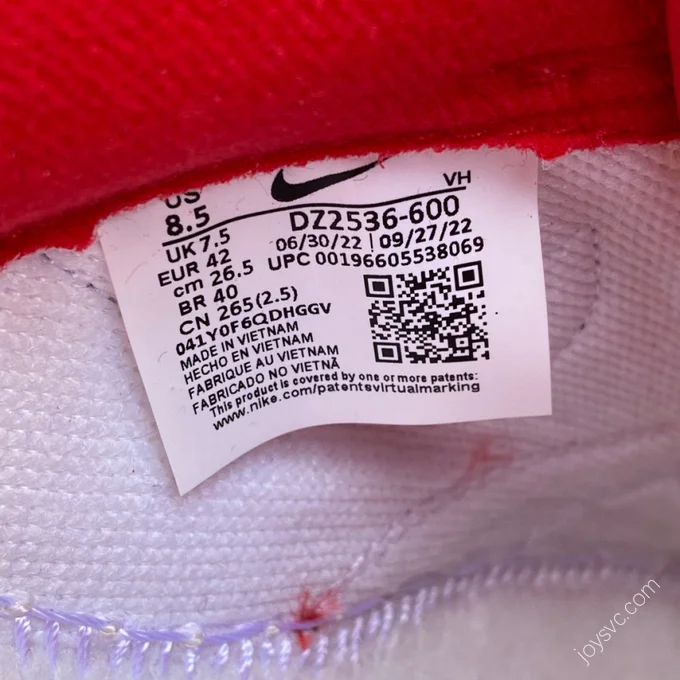 VH
US
8.5
DZ2536-600
UK 7.5
06/30/22 | 09/27/22
EUR 42
UPC 00196605538069
cm 26.5
BR 40
CN 265(2.5)
041Y0F6QDHGGV
MADE IN VIETNAM
HECHO EN VIETNAM
FABRIQUE AU VIETNAM
FABRICADO NO VIETNÃ
This product is covered by one or more patents:
www.nike.com/patentsvirtualmarking
joysvc.com